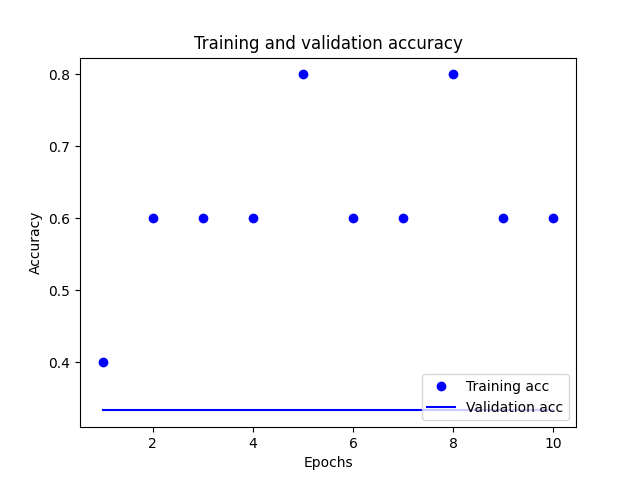 Training and validation accuracy
0.8
0.7
0.6
0.5
0.4
Accuracy
Training acc
Validation acc
2 4 6 8 10
Epochs